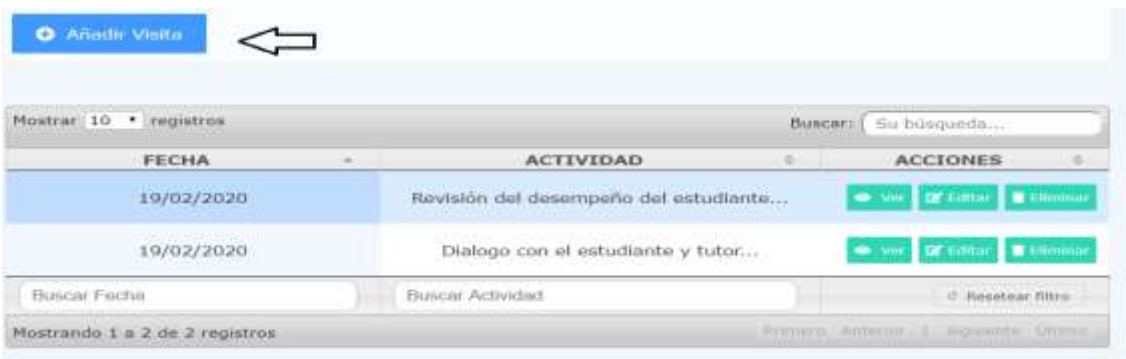 Añadir Visita
Mostrar 10 registros Buscar: Su búsqueda...
FECHA ACTIVIDAD ACCIONES
19/02/2020 Revisión del desempeño del estudiante... Ver Editar Eliminar
19/02/2020 Dialogo con el estudiante y tutor... Ver Editar Eliminar
Buscar Fecha Buscar Actividad Resetear filtro
Mostrando 1 a 2 de 2 registros Primero Anterior 1 Siguiente Último